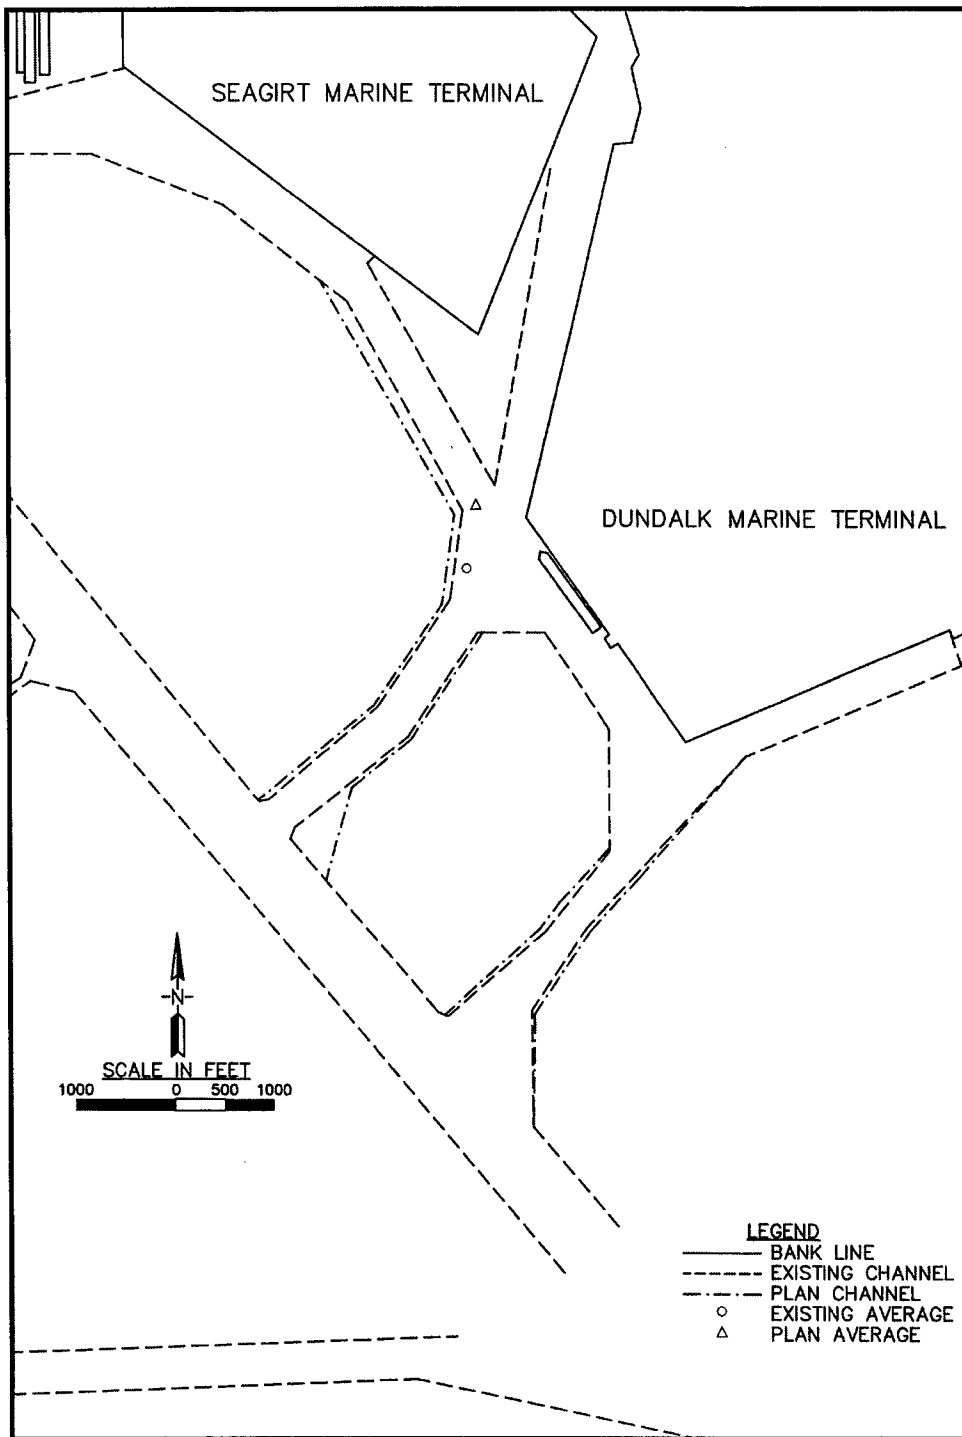 SEAGIRT MARINE TERMINAL
DUNDALK MARINE TERMINAL
N
SCALE IN FEET
1000 0 500 1000
LEGEND
BANK LINE
EXISTING CHANNEL
PLAN CHANNEL
EXISTING AVERAGE
PLAN AVERAGE